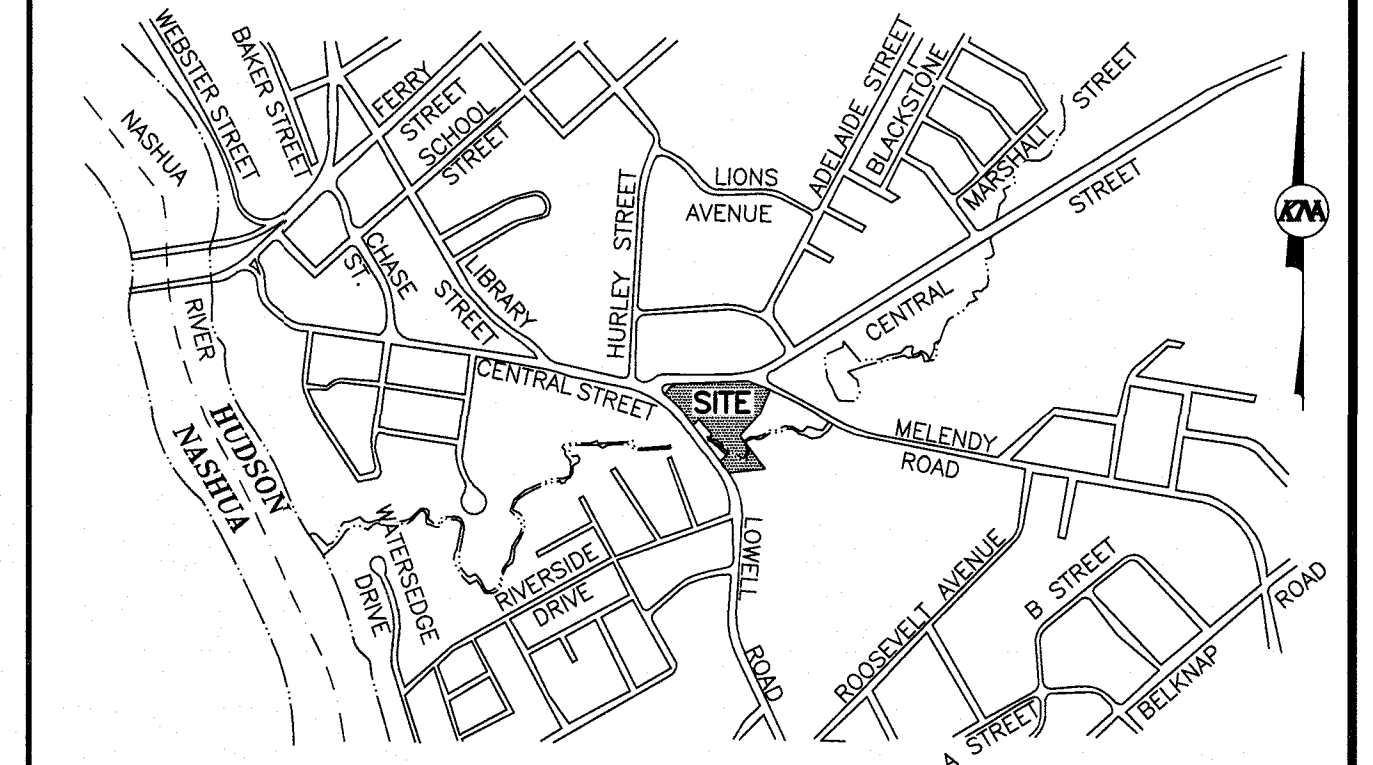 WEBSTER STREET
BAKER STREET
NASHUA
RIVER
FERRY
STREET
SCHOOL
STREET
CHASE
ST.
LIBRARY
STREET
HURLEY STREET
LIONS
AVENUE
ADELAIDE STREET
BLACKSTONE
MARSHALL
STREET
CENTRAL
STREET
KNA
CENTRAL STREET
SITE
MELENDY
ROAD
HUDSON
NASHUA
WATERSEDGE
DRIVE
RIVERSIDE
DRIVE
LOWELL
ROAD
ROOSEVELT AVENUE
B STREET
A STREET
BELKNAP
ROAD